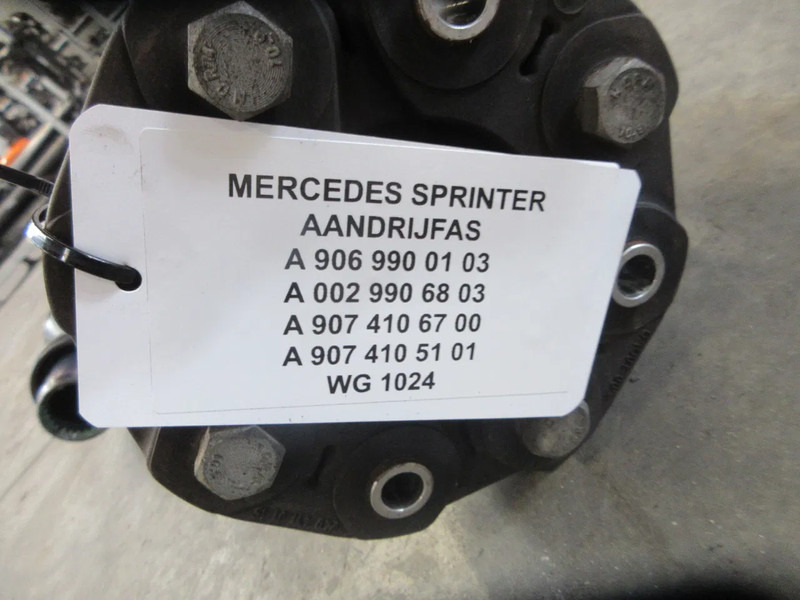 MERCEDES SPRINTER
AANDRIJFAS
A 906 990 01 03
A 002 990 68 03
A 907 410 67 00
A 907 410 51 01
WG 1024